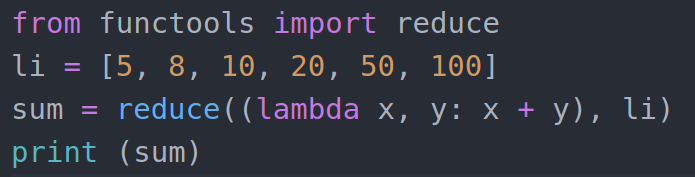 from functools import reduce
li = [5, 8, 10, 20, 50, 100]
sum = reduce((lambda x, y: x + y), li)
print (sum)